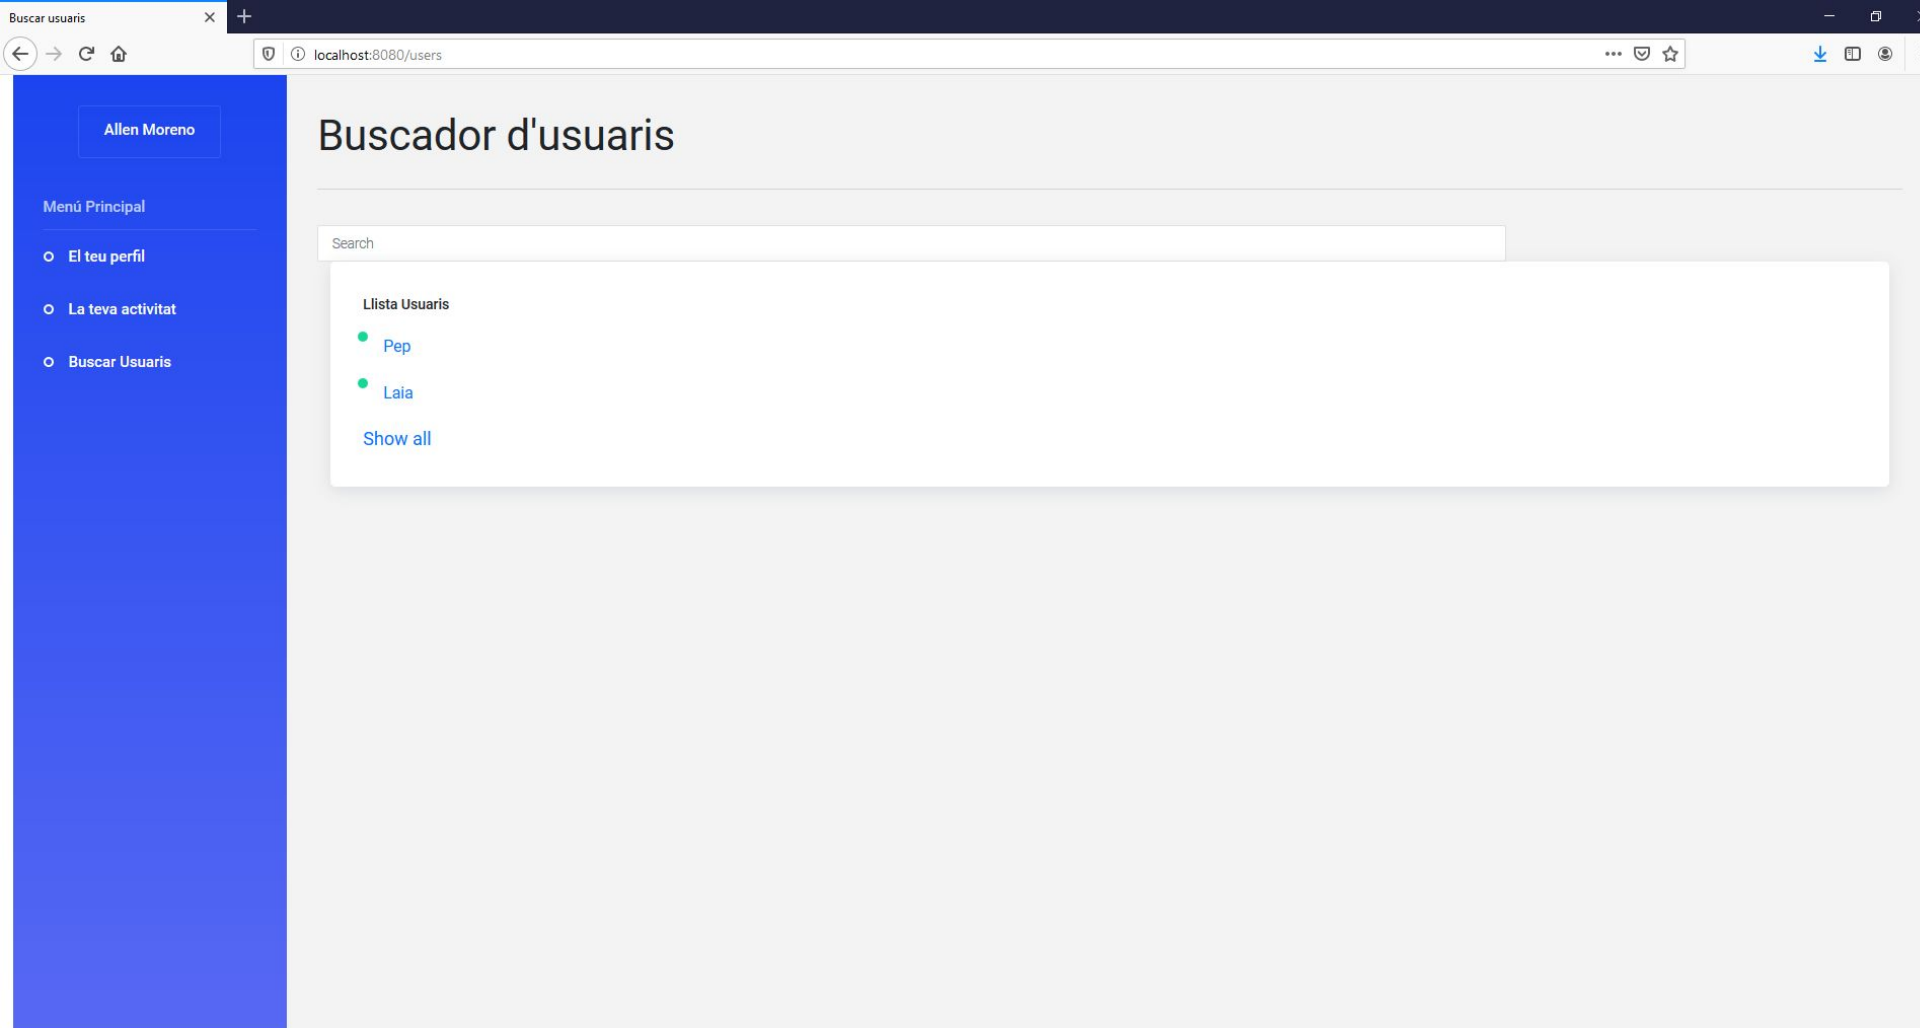 Buscar usuaris
localhost:8080/users
Allen Moreno
Menú Principal
El teu perfil
La teva activitat
Buscar Usuaris
Buscador d'usuaris
Search
Llista Usuaris
Pep
Laia
Show all